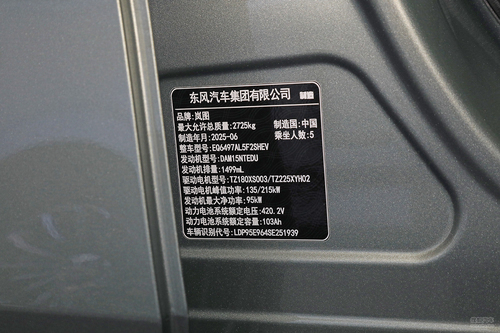 东风汽车集团有限公司 制造
品牌:岚图 制造国:中国
最大允许总质量:2725kg 乘坐人数:5
制造年月:2025-06
整车型号:EQ6497AL5F2SHEV
发动机型号:DAM15NTEDU
发动机排量:1499mL
驱动电机型号:TZ180XS003/TZ225XYH02
驱动电机峰值功率:135/215kW
发动机最大净功率:95kW
动力电池系统额定电压:420.2V
动力电池系统额定容量:103Ah
车辆识别代号:LDP95E964SE251939